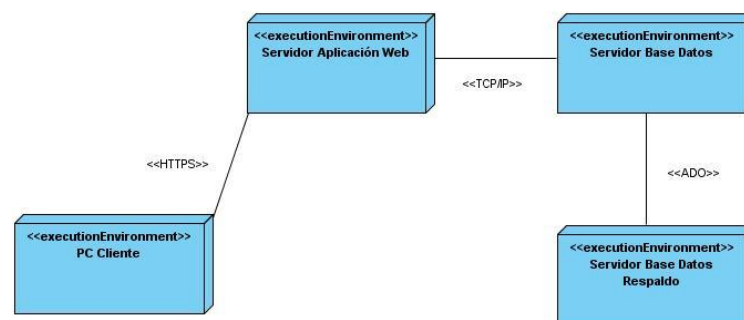 <<executionEnvironment>>
Servidor Aplicación Web
<<executionEnvironment>>
Servidor Base Datos
<<TCP/IP>>
<<HTTPS>>
<<ADO>>
<<executionEnvironment>>
PC Cliente
<<executionEnvironment>>
Servidor Base Datos
Respaldo